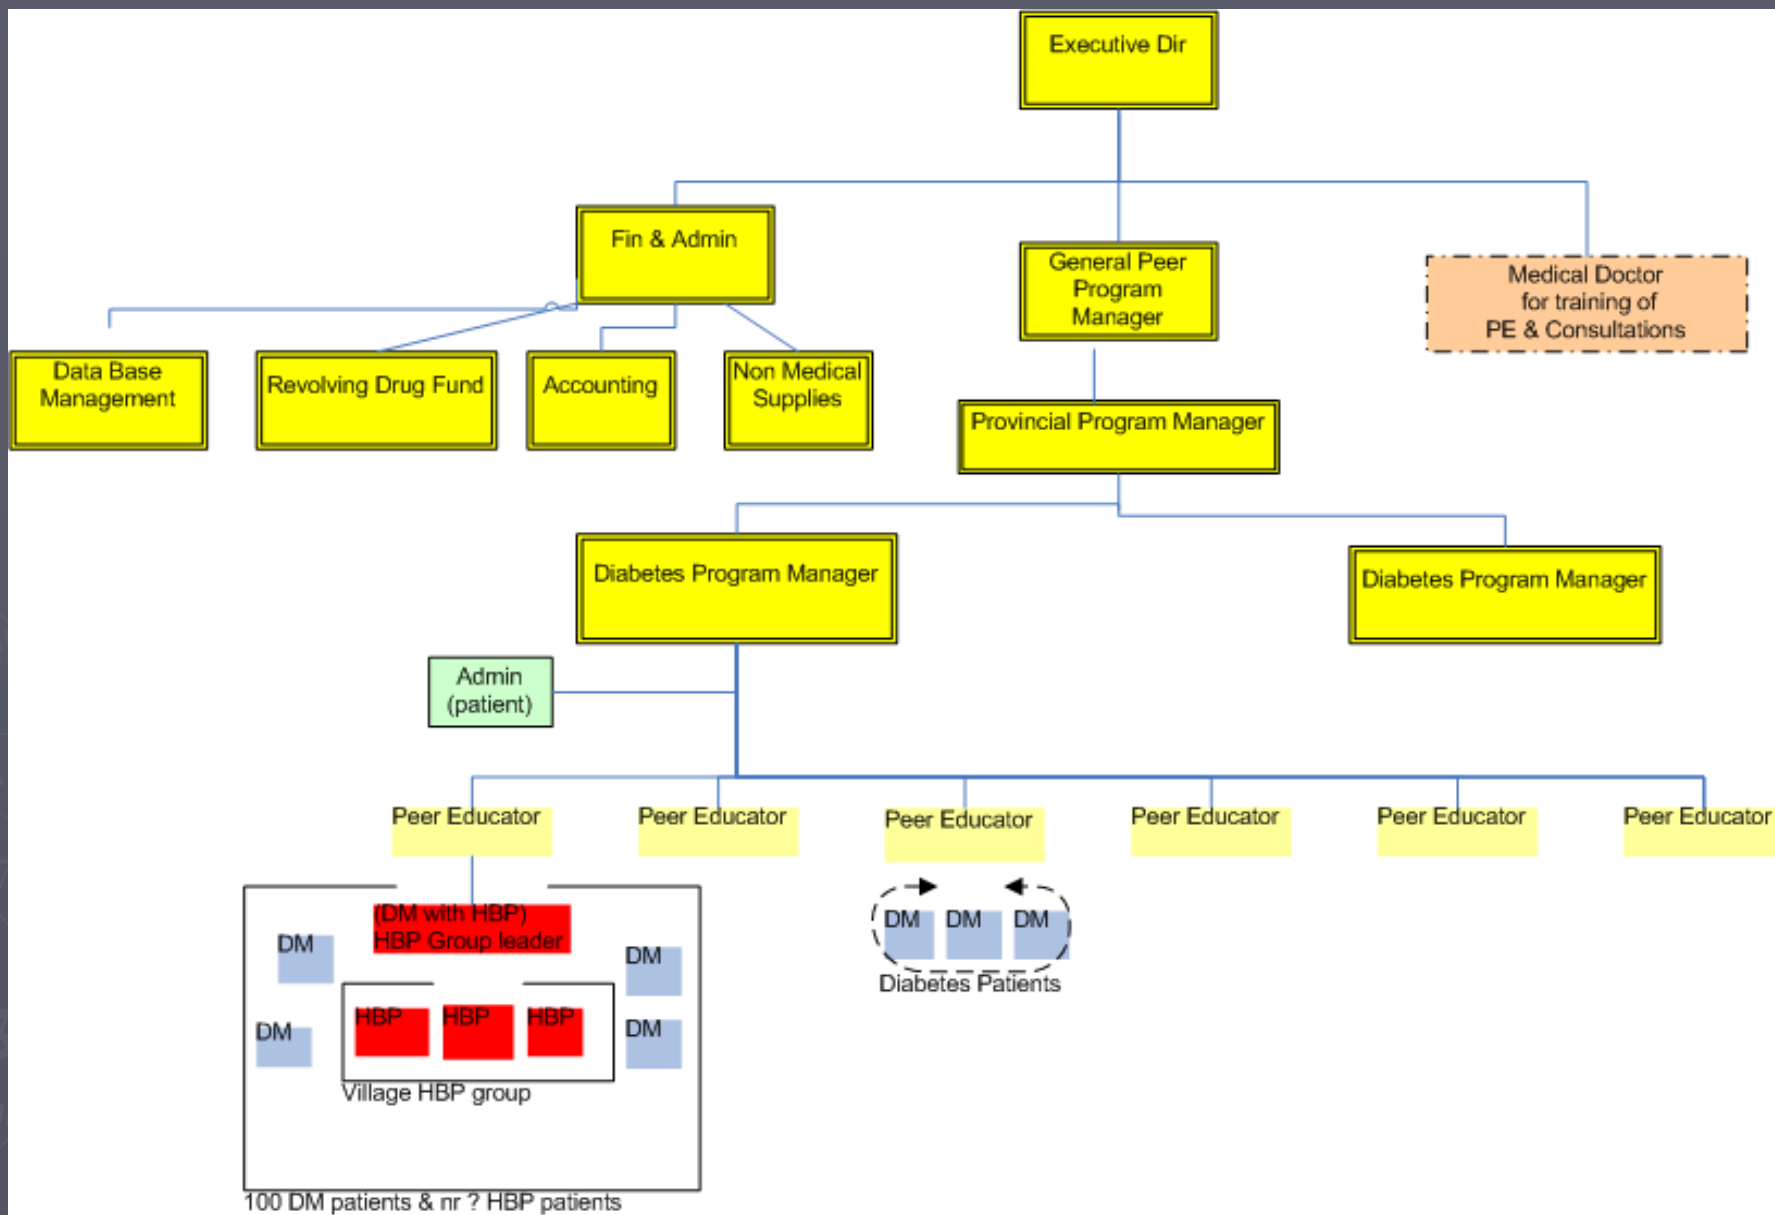 Executive Dir
Fin & Admin
General Peer
Program
Manager
Medical Doctor
for training of
PE & Consultations
Data Base
Management
Revolving Drug Fund
Accounting
Non Medical
Supplies
Provincial Program Manager
Diabetes Program Manager
Diabetes Program Manager
Admin
(patient)
Peer Educator
Peer Educator
Peer Educator
Peer Educator
Peer Educator
Peer Educator
(DM with HBP)
HBP Group leader
DM
DM
DM
DM
HBP
HBP
HBP
Village HBP group
100 DM patients & nr ? HBP patients
DM
DM
DM
Diabetes Patients